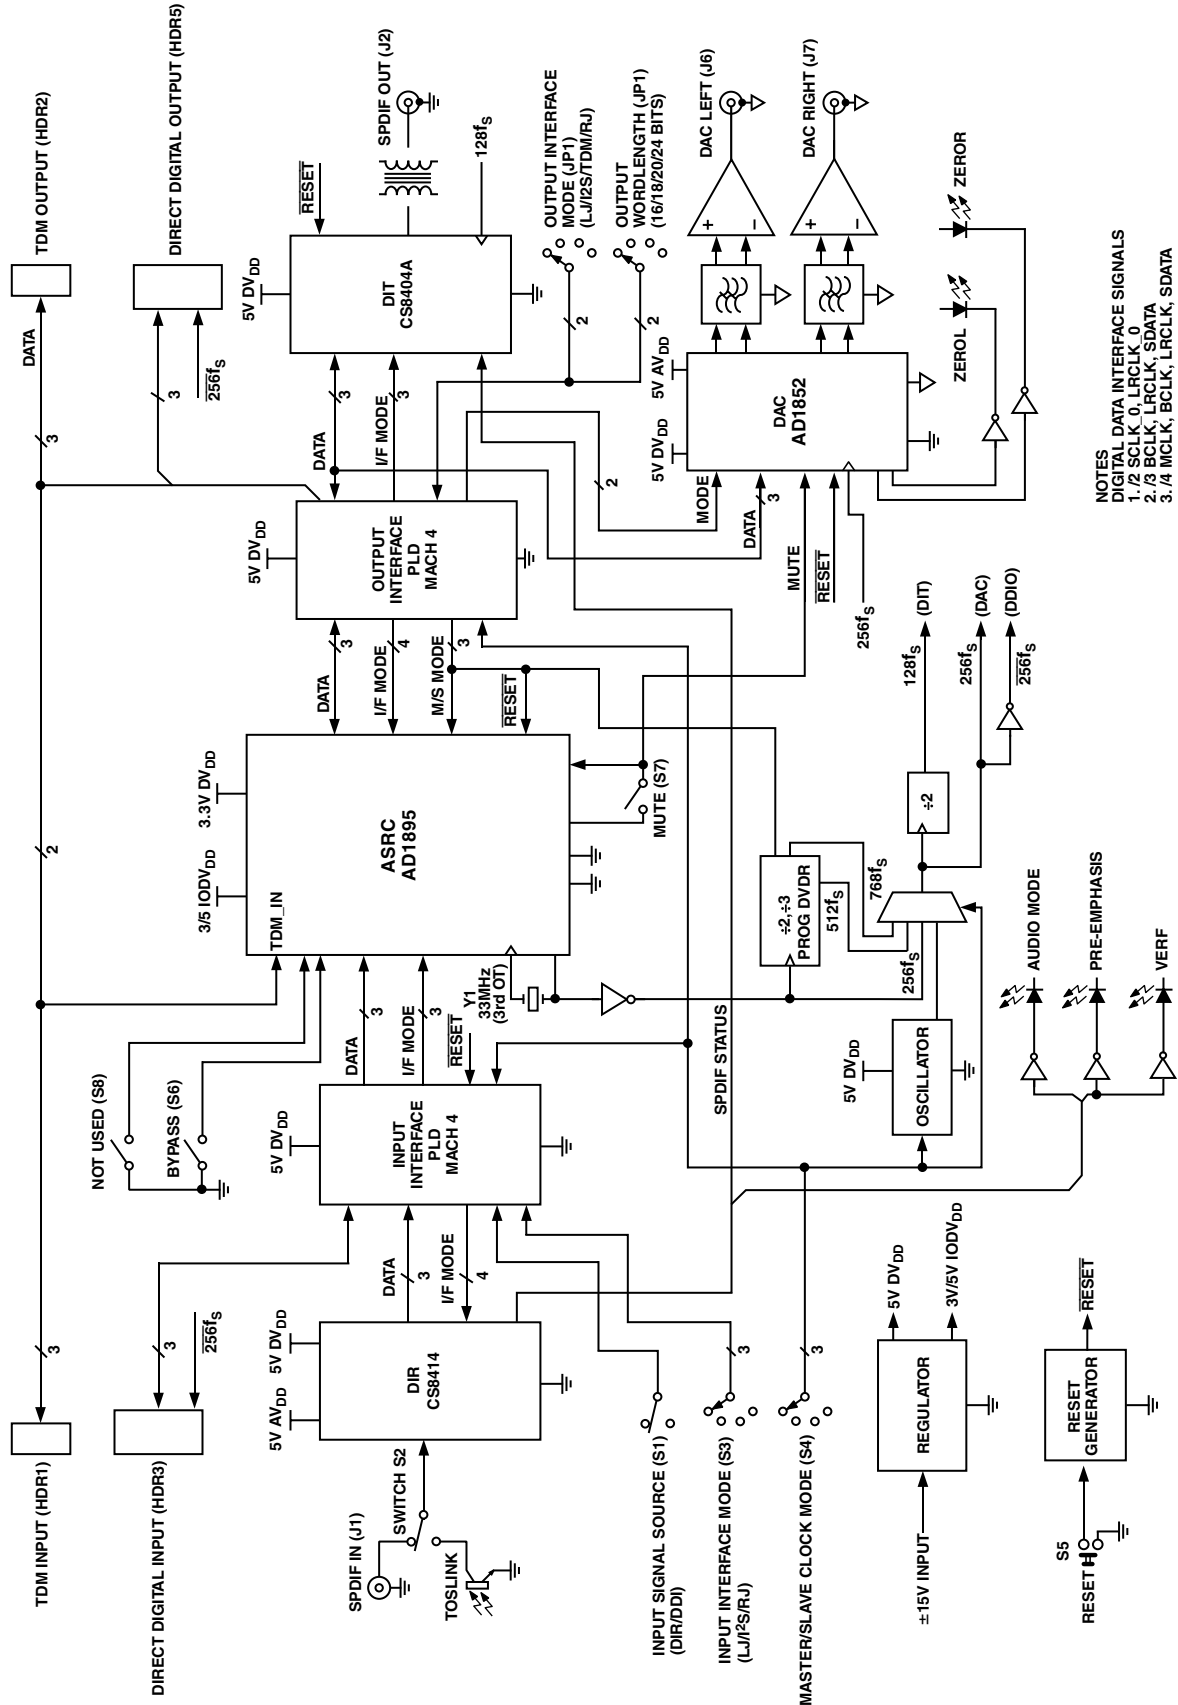 TDM INPUT (HDR1)
3
2
3
DATA
TDM OUTPUT (HDR2)
DIRECT DIGITAL INPUT (HDR3)
3
256fS
NOT USED (S8)
BYPASS (S6)
3
256fS
DIRECT DIGITAL OUTPUT (HDR5)
SPDIF IN (J1)
SWITCH S2
TOSLINK
5V AVDD
5V DVDD
DIR
CS8414
DATA
3
I/F MODE
4
5V DVDD
INPUT
INTERFACE
PLD
MACH 4
DATA
3
I/F MODE
3
RESET
Y1
33MHz
(3rd OT)
3/5 IODVDD
3.3V DVDD
TDM_IN
ASRC
AD1895
MUTE (S7)
DATA
3
I/F MODE
4
M/S MODE
3
RESET
5V DVDD
OUTPUT
INTERFACE
PLD
MACH 4
DATA
3
I/F MODE
3
2
5V DVDD
DIT
CS8404A
RESET
SPDIF OUT (J2)
128fS
OUTPUT INTERFACE
MODE (JP1)
(LJ/I2S/TDM/RJ)
2
OUTPUT
WORDLENGTH (JP1)
(16/18/20/24 BITS)
2
INPUT SIGNAL SOURCE (S1)
(DIR/DDI)
INPUT INTERFACE MODE (S3)
(LJ/I2S/RJ)
3
MASTER/SLAVE CLOCK MODE (S4)
3
SPDIF STATUS
5V DVDD
OSCILLATOR
÷2,÷3
PROG DVDR
512fS
768fS
256fS
÷2
128fS
(DIT)
256fS
(DAC)
256fS
(DDIO)
MODE
DATA
3
MUTE
RESET
256fS
5V DVDD
5V AVDD
DAC
AD1852
+
–
DAC LEFT (J6)
+
–
DAC RIGHT (J7)
ZEROL
ZEROR
AUDIO MODE
PRE-EMPHASIS
VERF
±15V INPUT
REGULATOR
5V DVDD
3V/5V IODVDD
RESET
S5
RESET
GENERATOR
RESET
NOTES
DIGITAL DATA INTERFACE SIGNALS
1. /2 SCLK_0, LRCLK_0
2. /3 BCLK, LRCLK, SDATA
3. /4 MCLK, BCLK, LRCLK, SDATA